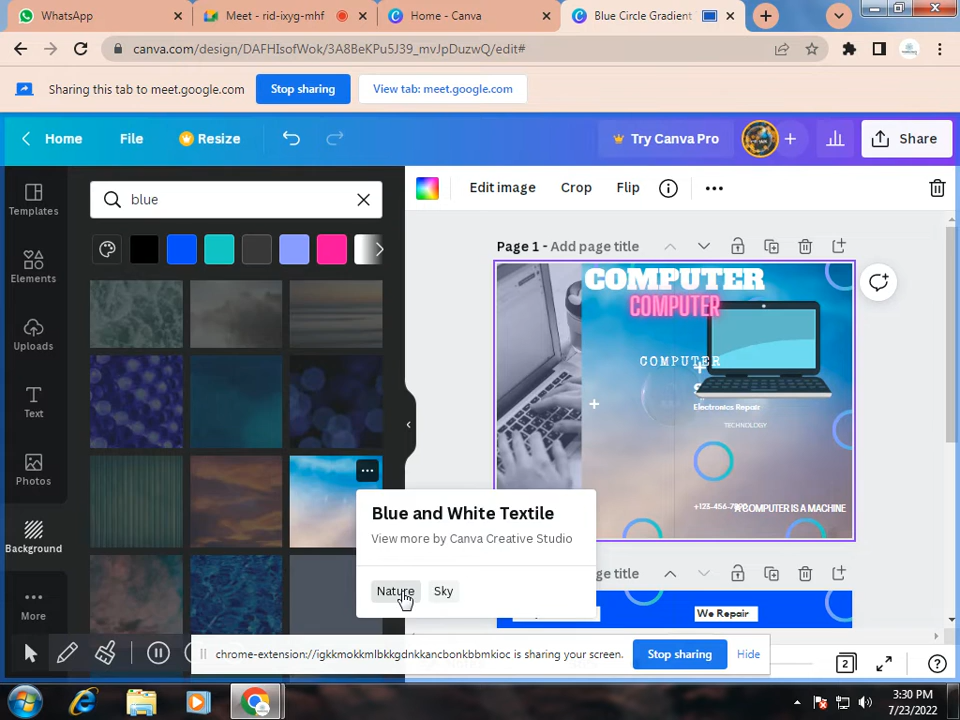 WhatsApp
Meet - rid-ixyg-mhf
Home - Canva
Blue Circle Gradient
canva.com/design/DAFHIsofWok/3A8BeKPu5J39_mvJpDuzwQ/edit#
Sharing this tab to meet.google.com
Stop sharing
View tab: meet.google.com
Home
File
Resize
Try Canva Pro
Share
Templates
Elements
Uploads
Text
Photos
Background
More
blue
Edit image
Crop
Flip
Page 1 - Add page title
COMPUTER
COMPUTER
COMPUTER
Electronics Repair
TECHNOLOGY
A COMPUTER IS A MACHINE
Blue and White Textile
View more by Canva Creative Studio
Nature
Sky
ge title
We Repair
chrome-extension://igkkmokkmlbkkgdnkkancbonkbbmkioc is sharing your screen.
Stop sharing
Hide
2
3:30 PM
7/23/2022